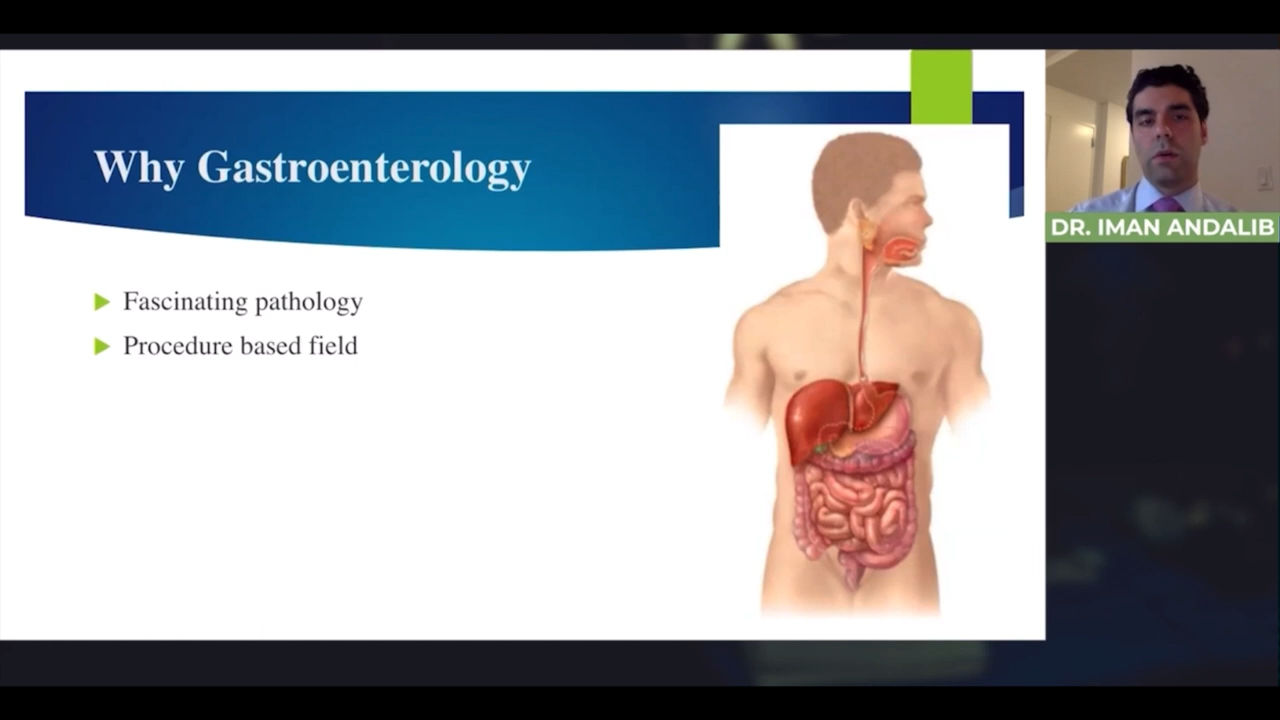 Why Gastroenterology
Fascinating pathology
Procedure based field
DR. IMAN ANDALIB